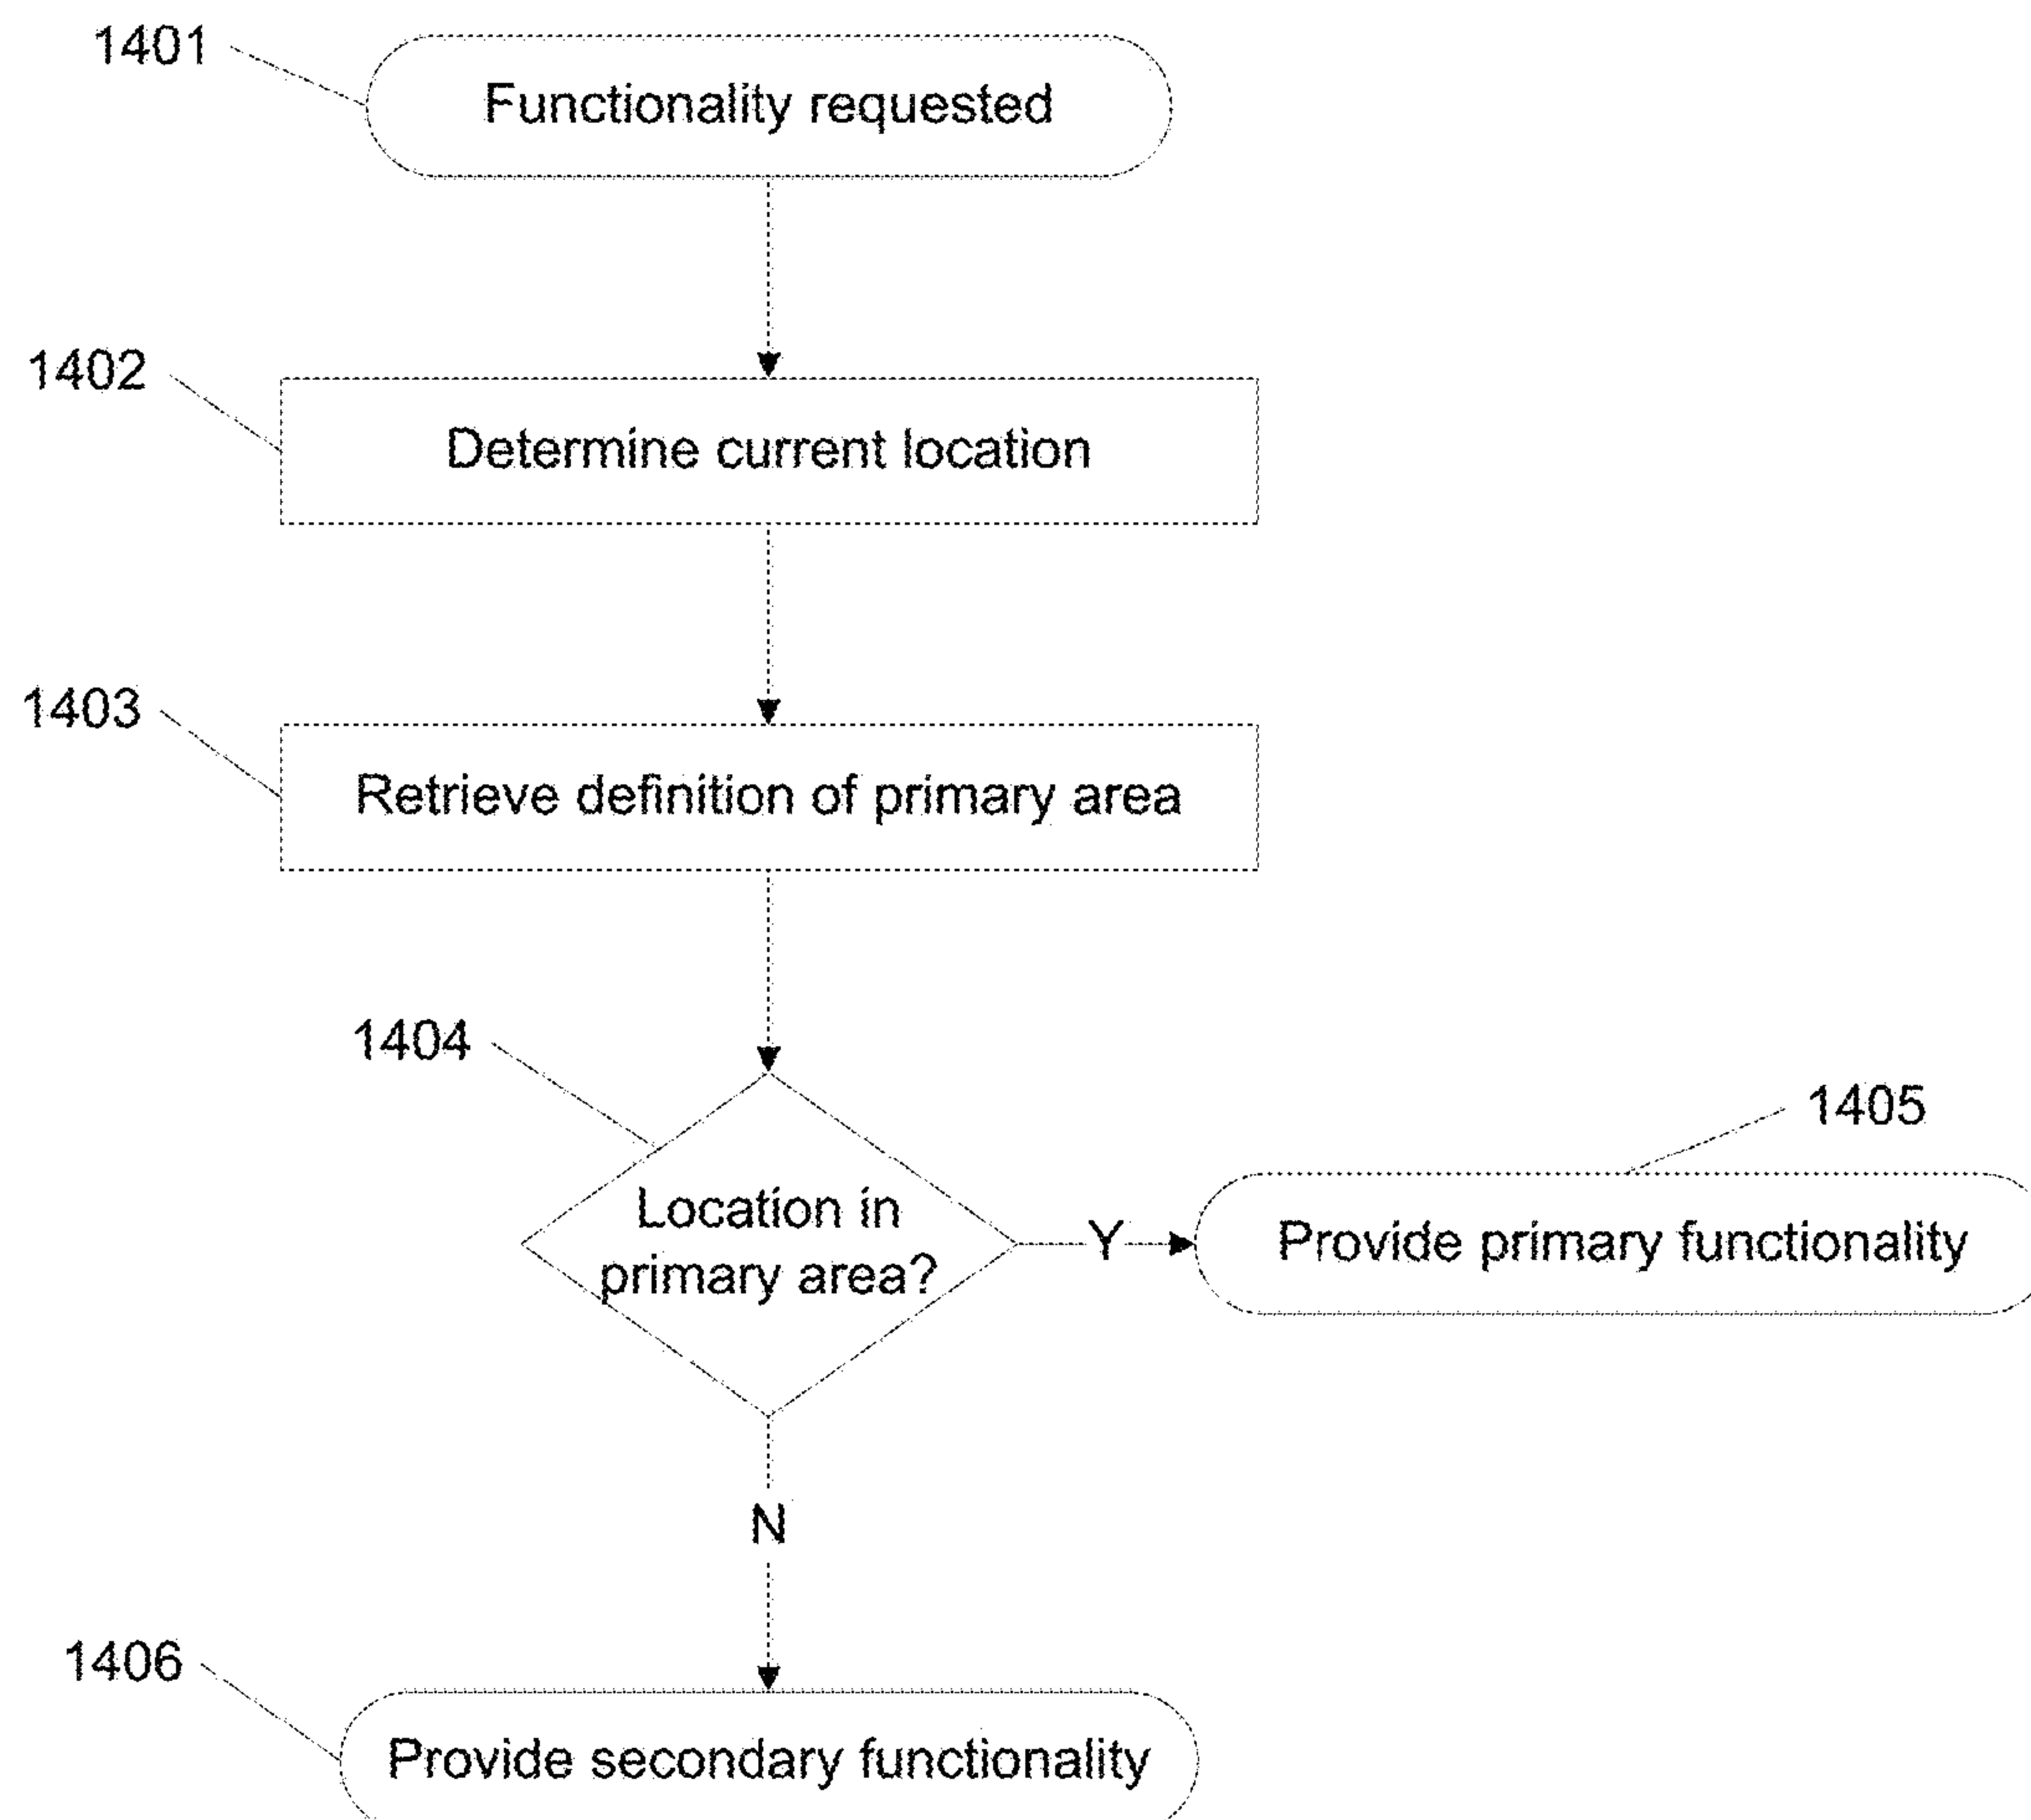 1401
Functionality requested
1402
Determine current location
1403
Retrieve definition of primary area
1404
Location in
primary area?
Y
1405
Provide primary functionality
N
1406
Provide secondary functionality